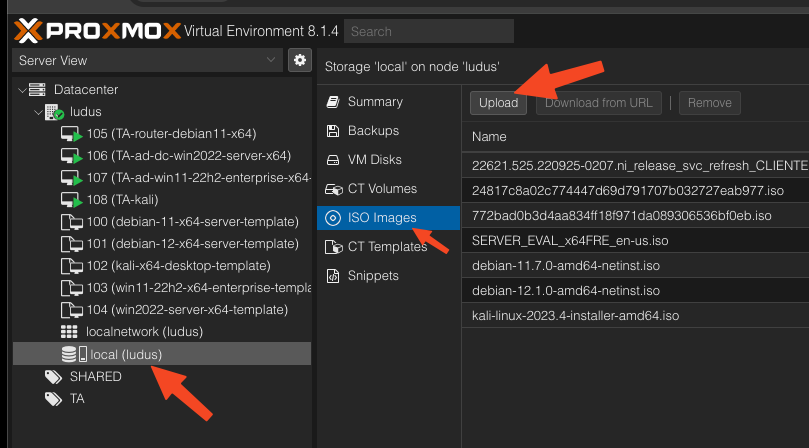 PROXMOX Virtual Environment 8.1.4 Search
Server View
Datacenter
ludus
105 (TA-router-debian11-x64)
106 (TA-ad-dc-win2022-server-x64)
107 (TA-ad-win11-22h2-enterprise-x64-
108 (TA-kali)
100 (debian-11-x64-server-template)
101 (debian-12-x64-server-template)
102 (kali-x64-desktop-template)
103 (win11-22h2-x64-enterprise-templa
104 (win2022-server-x64-template)
localnetwork (ludus)
local (ludus)
SHARED
TA
Storage 'local' on node 'ludus'
Summary
Backups
VM Disks
CT Volumes
ISO Images
CT Templates
Snippets
Upload Download from URL Remove
Name
22621.525.220925-0207.ni_release_svc_refresh_CLIENTE
24817c8a02c774447d69d791707b032727eab977.iso
772bad0b3d4aa834ff18f971da089306536bf0eb.iso
SERVER_EVAL_x64FRE_en-us.iso
debian-11.7.0-amd64-netinst.iso
debian-12.1.0-amd64-netinst.iso
kali-linux-2023.4-installer-amd64.iso